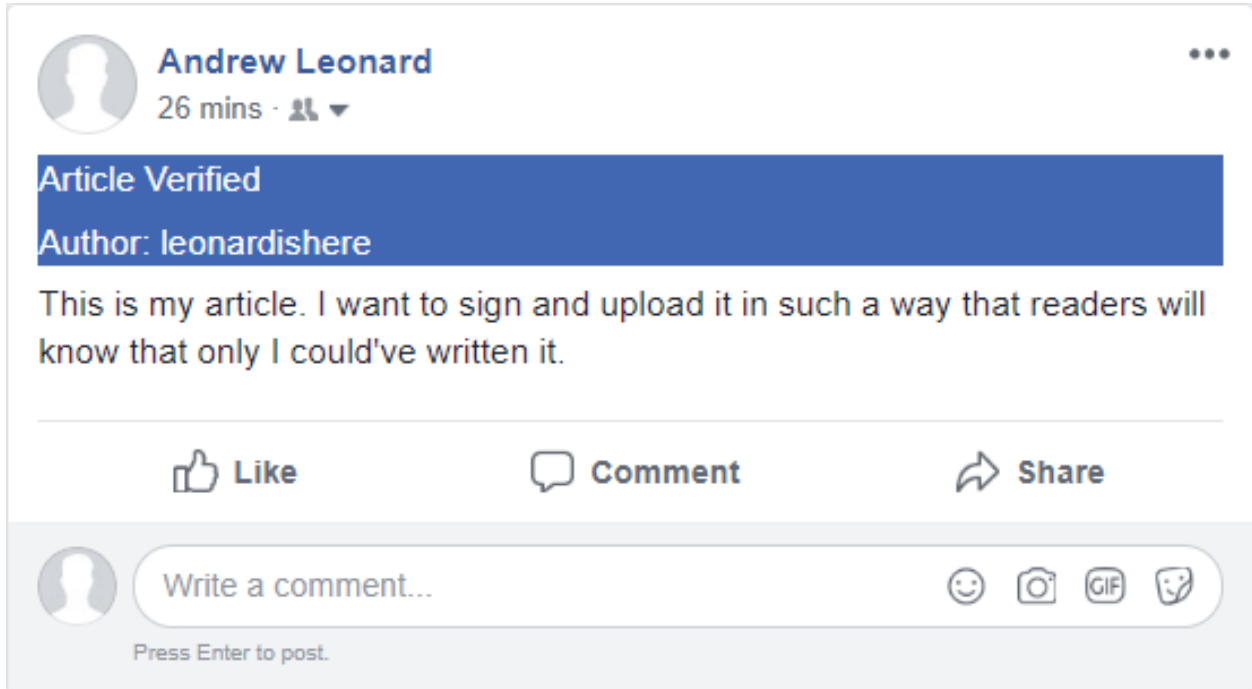 Andrew Leonard
26 mins ·
Article Verified
Author: leonardishere
This is my article. I want to sign and upload it in such a way that readers will
know that only I could've written it.
Like Comment Share
Write a comment... GIF
Press Enter to post.